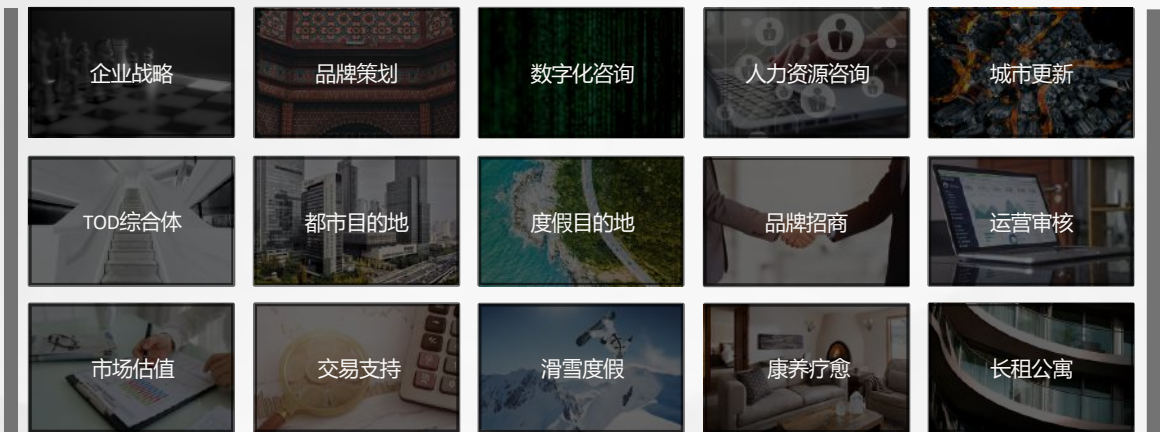 企业战略
品牌策划
数字化咨询
人力资源咨询
城市更新
TOD综合体
都市目的地
度假目的地
品牌招商
运营审核
市场估值
交易支持
滑雪度假
康养疗愈
长租公寓